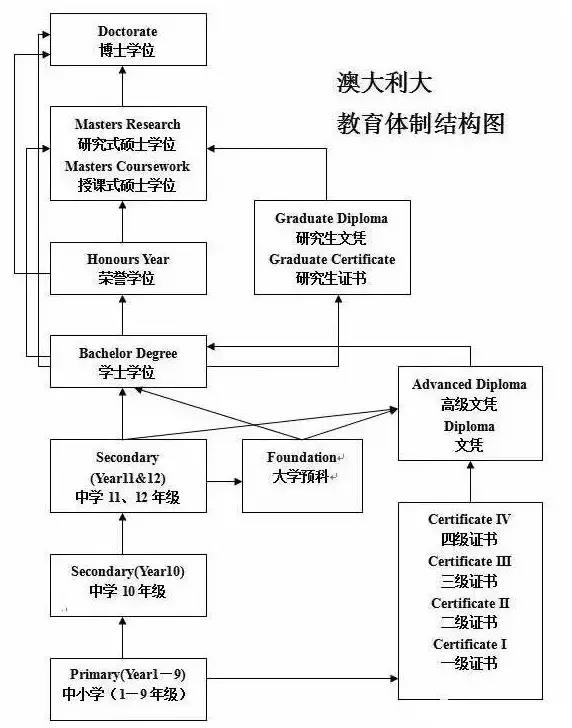 Doctorate
博士学位
澳大利大
教育体制结构图
Masters Research
研究式硕士学位
Masters Coursework
授课式硕士学位
Graduate Diploma
研究生文凭
Graduate Certificate
研究生证书
Honours Year
荣誉学位
Bachelor Degree
学士学位
Advanced Diploma
高级文凭
Diploma
文凭
Secondary
(Year11&12)
中学 11、12 年级
Foundation
大学预科
Certificate IV
四级证书
Certificate III
三级证书
Certificate II
二级证书
Certificate I
一级证书
Secondary(Year10)
中学 10 年级
Primary(Year1—9)
中小学（1—9 年级）